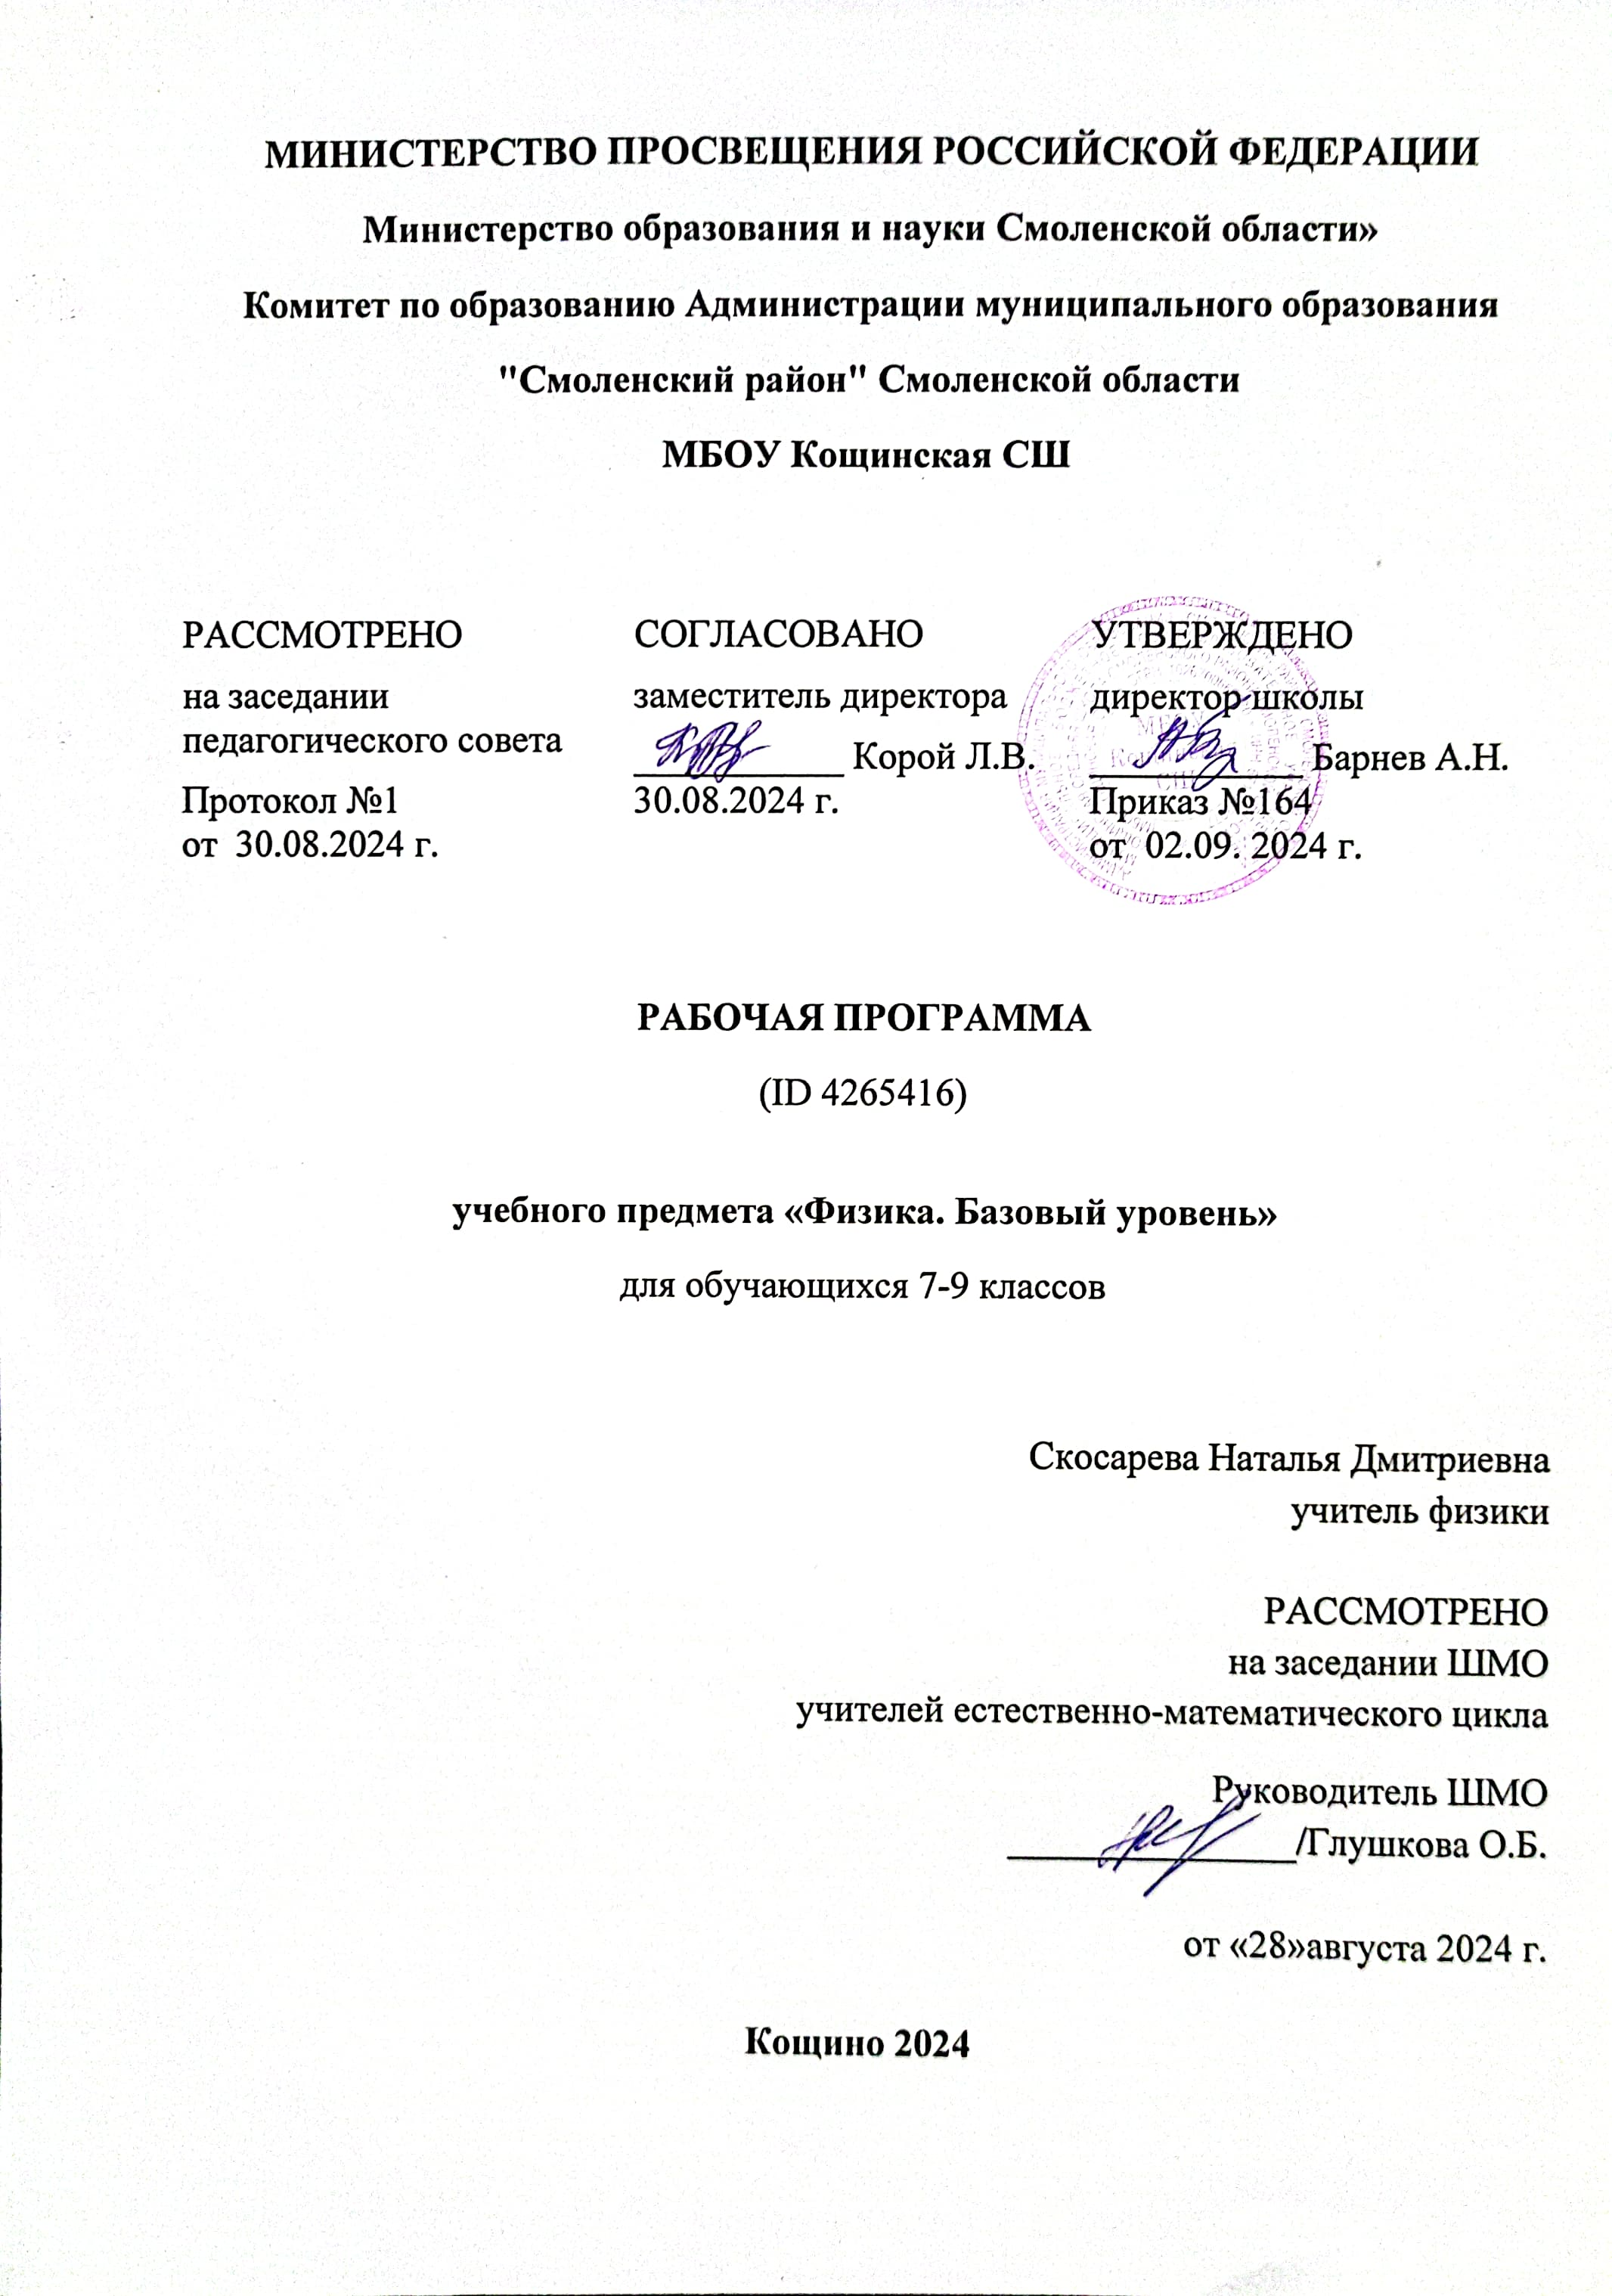 МИНИСТЕРСТВО ПРОСВЕЩЕНИЯ РОССИЙСКОЙ ФЕДЕРАЦИИ
Министерство образования и науки Смоленской области»
Комитет по образованию Администрации муниципального образования
"Смоленский район" Смоленской области
МБОУ Кощинская СШ
РАССМОТРЕНО
на заседании
педагогического совета
Протокол №1
от 30.08.2024 г.
СОГЛАСОВАНО
заместитель директора
Корой Л.В.
30.08.2024 г.
УТВЕРЖДЕНО
директор школы
Барнев А.Н.
Приказ №164
от 02.09. 2024 г.
РАБОЧАЯ ПРОГРАММА
(ID 4265416)
учебного предмета «Физика. Базовый уровень»
для обучающихся 7-9 классов
Скосарева Наталья Дмитриевна
учитель физики
РАССМОТРЕНО
на заседании ШМО
учителей естественно-математического цикла
Руководитель ШМО
/Глушкова О.Б.
от «28»августа 2024 г.
Кощино 2024